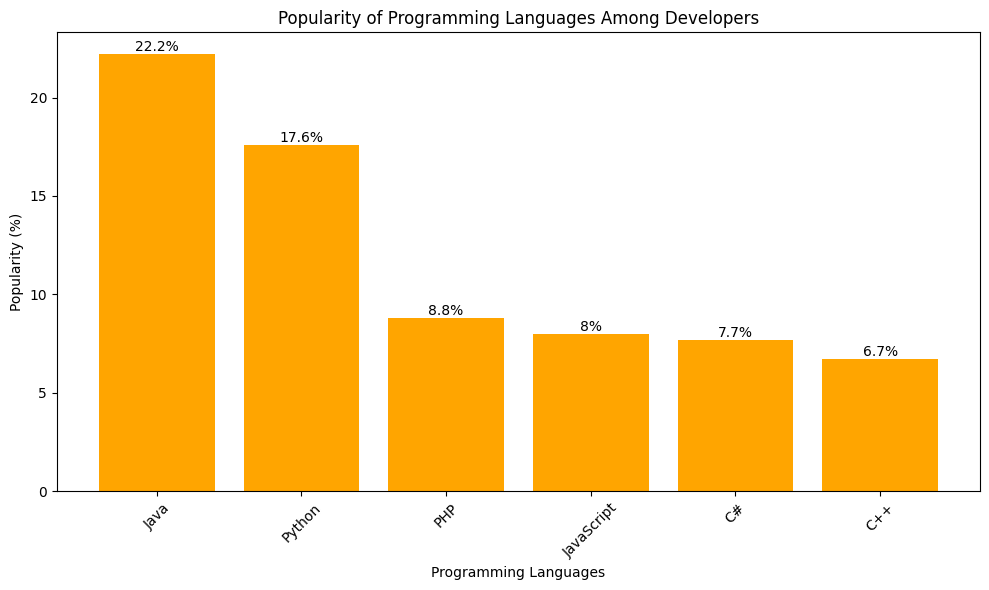 Popularity of Programming Languages Among Developers
22.2%
17.6%
8.8%
8%
7.7%
6.7%
20
15
10
5
0
Popularity (%)
Java
Python
PHP
JavaScript
C#
C++
Programming Languages